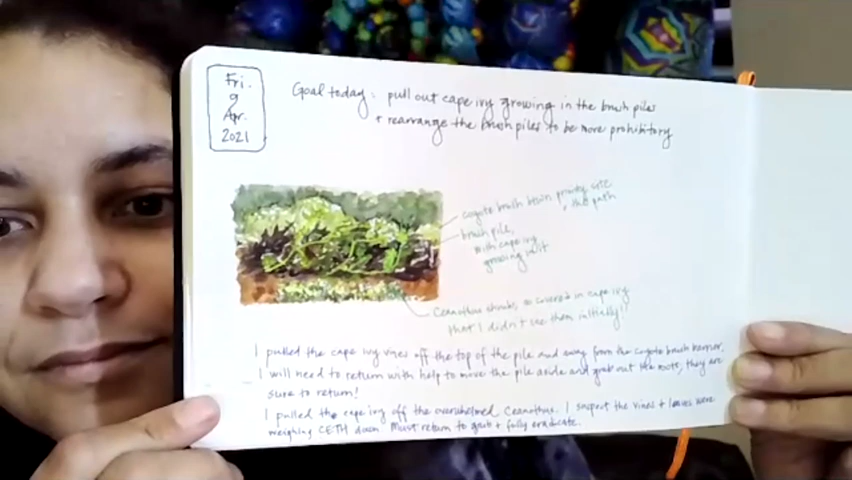 Fri.
9
Apr.
2021
Goal today: pull out cape ivy growing in the brush piles
+ rearrange the brush piles to be more prohibitory
coyote brush btwn priority site
, the path
brush pile,
with cape ivy
growing in it
Ceanothus shrubs, so covered in cape ivy
that I didn't see them initially!
I pulled the cape ivy vines off the top of the pile and away from the coyote brush barrier,
I will need to return with help to move the pile aside and grab out the roots; they are
sure to return!
I pulled the cape ivy off the overwhelmed Ceanothus. I suspect the vines + leaves were
weighing CETH down. Must return to + fully eradicate.